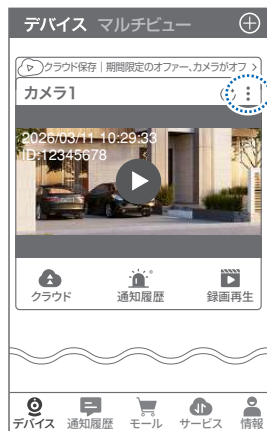 デバイス マルチビュー
クラウド保存｜期間限定のオファー、カメラがオフ
カメラ1
2026/03/11 10:29:33
ID:12345678
クラウド 通知履歴 録画再生
デバイス 通知履歴 モール サービス 情報